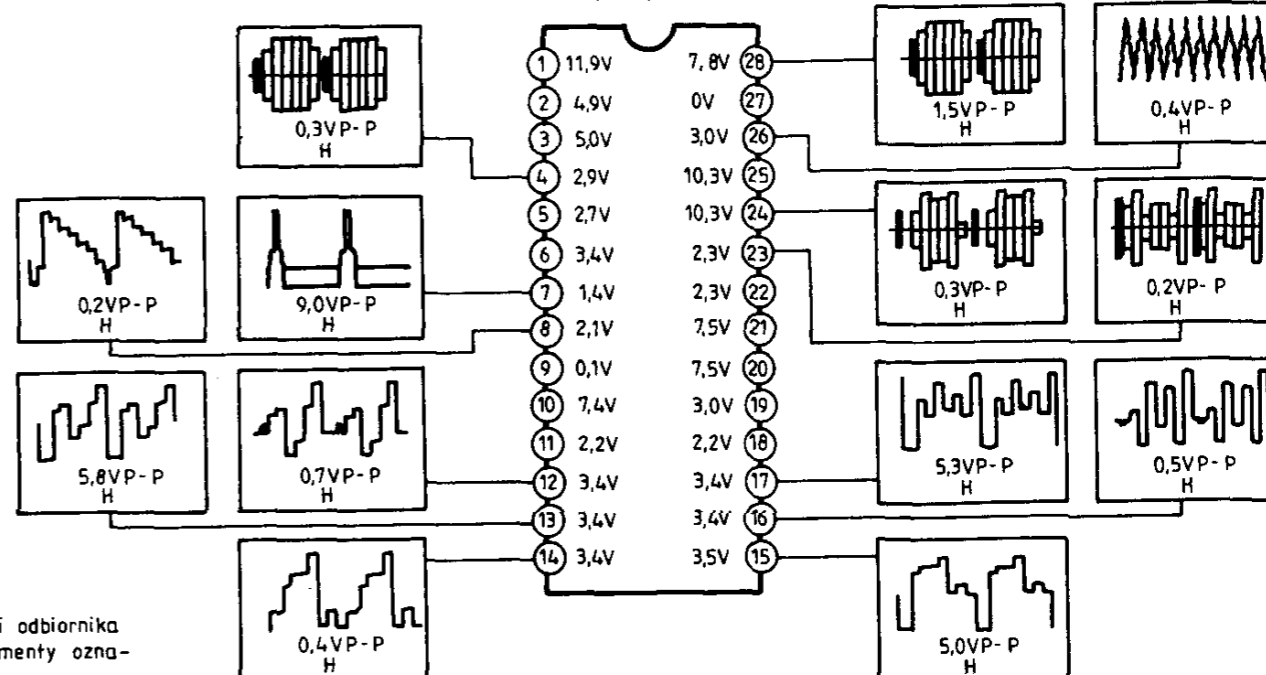 0,3VP-P
H
1,5VP-P
H
0,4VP-P
H
0,2VP-P
H
9,0VP-P
H
0,3VP-P
H
0,2VP-P
H
5,8VP-P
H
0,7VP-P
H
5,3VP-P
H
0,5VP-P
H
0,4VP-P
H
5,0VP-P
H
1 11,9V 7,8V 28
2 4,9V 0V 27
3 5,0V 3,0V 26
4 2,9V 10,3V 25
5 2,7V 10,3V 24
6 3,4V 2,3V 23
7 1,4V 2,3V 22
8 2,1V 7,5V 21
9 0,1V 7,5V 20
10 7,4V 3,0V 19
11 2,2V 2,2V 18
12 3,4V 3,4V 17
13 3,4V 3,4V 16
14 3,4V 3,5V 15
i odbiornika
menty ozna-